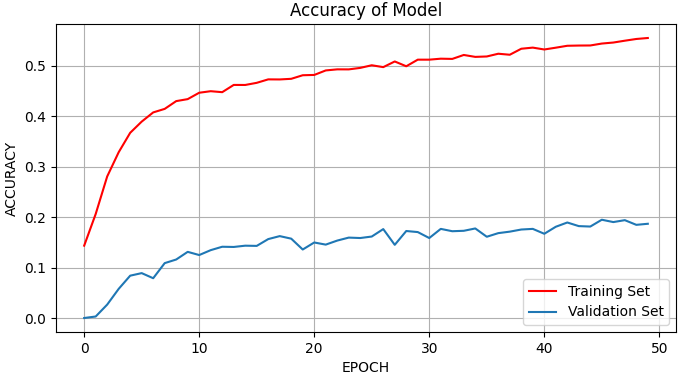 Accuracy of Model
ACCURACY
0.5
0.4
0.3
0.2
0.1
0.0
Training Set
Validation Set
0 10 20 30 40 50
EPOCH